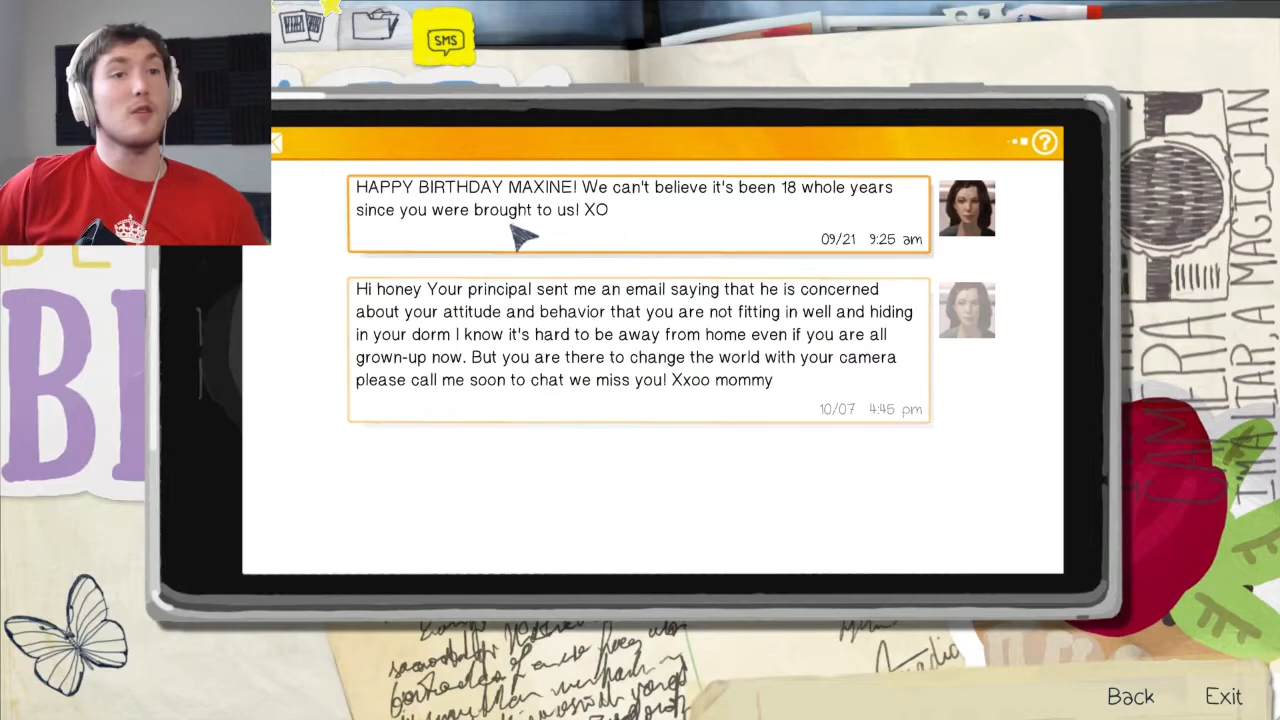 SMS
HAPPY BIRTHDAY MAXINE! We can't believe it's been 18 whole years
since you were brought to us! XO
09/21 9:25 am
Hi honey Your principal sent me an email saying that he is concerned
about your attitude and behavior that you are not fitting in well and hiding
in your dorm I know it's hard to be away from home even if you are all
grown-up now. But you are there to change the world with your camera
please call me soon to chat we miss you! Xxoo mommy
10/07 4:45 pm
CAMERA
MAGICIAN
Back Exit